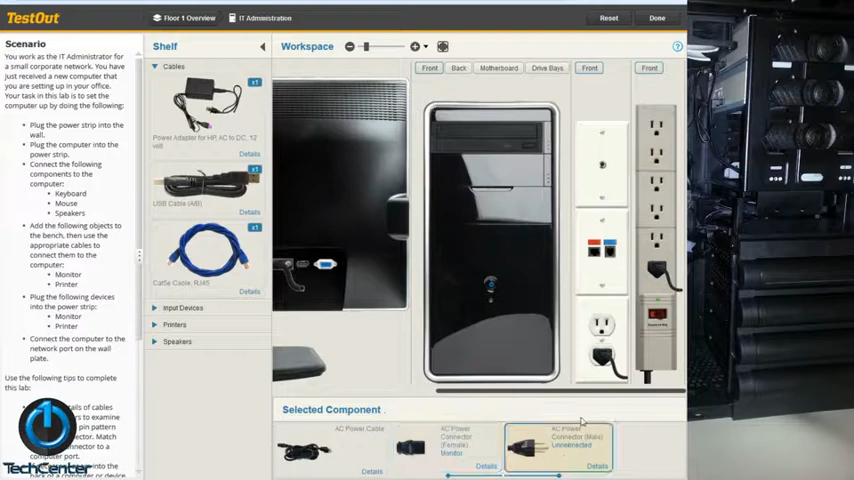 TestOut
Floor 1 Overview
IT Administration
Reset
Done
Scenario
You work as the IT Administrator for
a small corporate network. You have
just received a new computer that
you are setting up in your office.
Your task in this lab is to set the
computer up by doing the following:
Plug the power strip into the
wall.
Plug the computer into the
power strip.
Connect the following
components to the
computer:
Keyboard
Mouse
Speakers
Add the following objects to
the bench, then use the
appropriate cables to
connect them to the
computer:
Monitor
Printer
Plug the following devices
into the power strip:
Monitor
Printer
Connect the computer to the
network port on the wall
plate.
Use the following tips to complete
this lab:
TechCenter
Shelf
Cables
x1
Power Adapter for HP, AC to DC, 12
volt
Details
x1
USB Cable (A/B)
Details
x1
Cat5e Cable, RJ45
Details
Input Devices
Printers
Speakers
Workspace
Front
Back
Motherboard
Drive Bays
Front
Front
Selected Component
AC Power Cable
Details
AC Power
Connector
(Female)
Monitor
Details
AC Power
Connector (Male)
Unconnected
Details